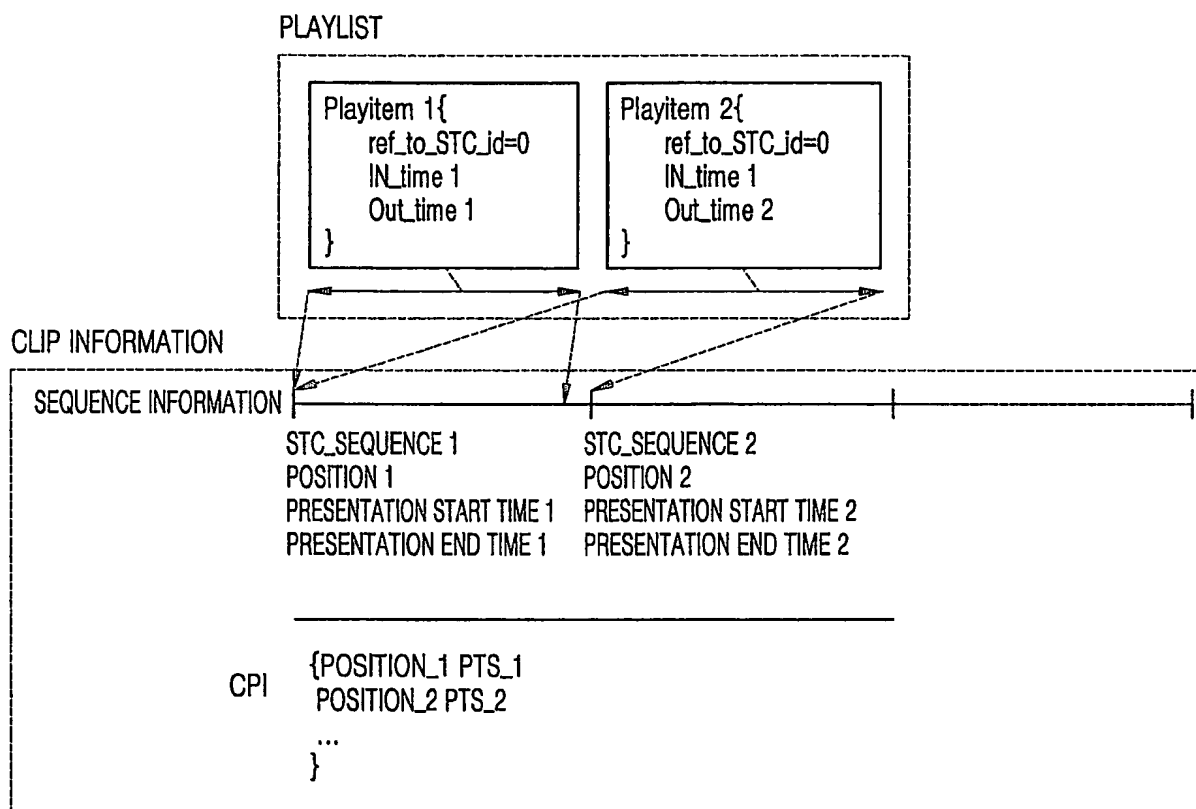 PLAYLIST
Playitem 1{
ref_to_STC_id=0
IN_time 1
Out_time 1
}
Playitem 2{
ref_to_STC_id=0
IN_time 1
Out_time 2
}
CLIP INFORMATION
SEQUENCE INFORMATION
STC_SEQUENCE 1
POSITION 1
PRESENTATION START TIME 1
PRESENTATION END TIME 1
STC_SEQUENCE 2
POSITION 2
PRESENTATION START TIME 2
PRESENTATION END TIME 2
CPI
{POSITION_1 PTS_1
POSITION_2 PTS_2
...
}